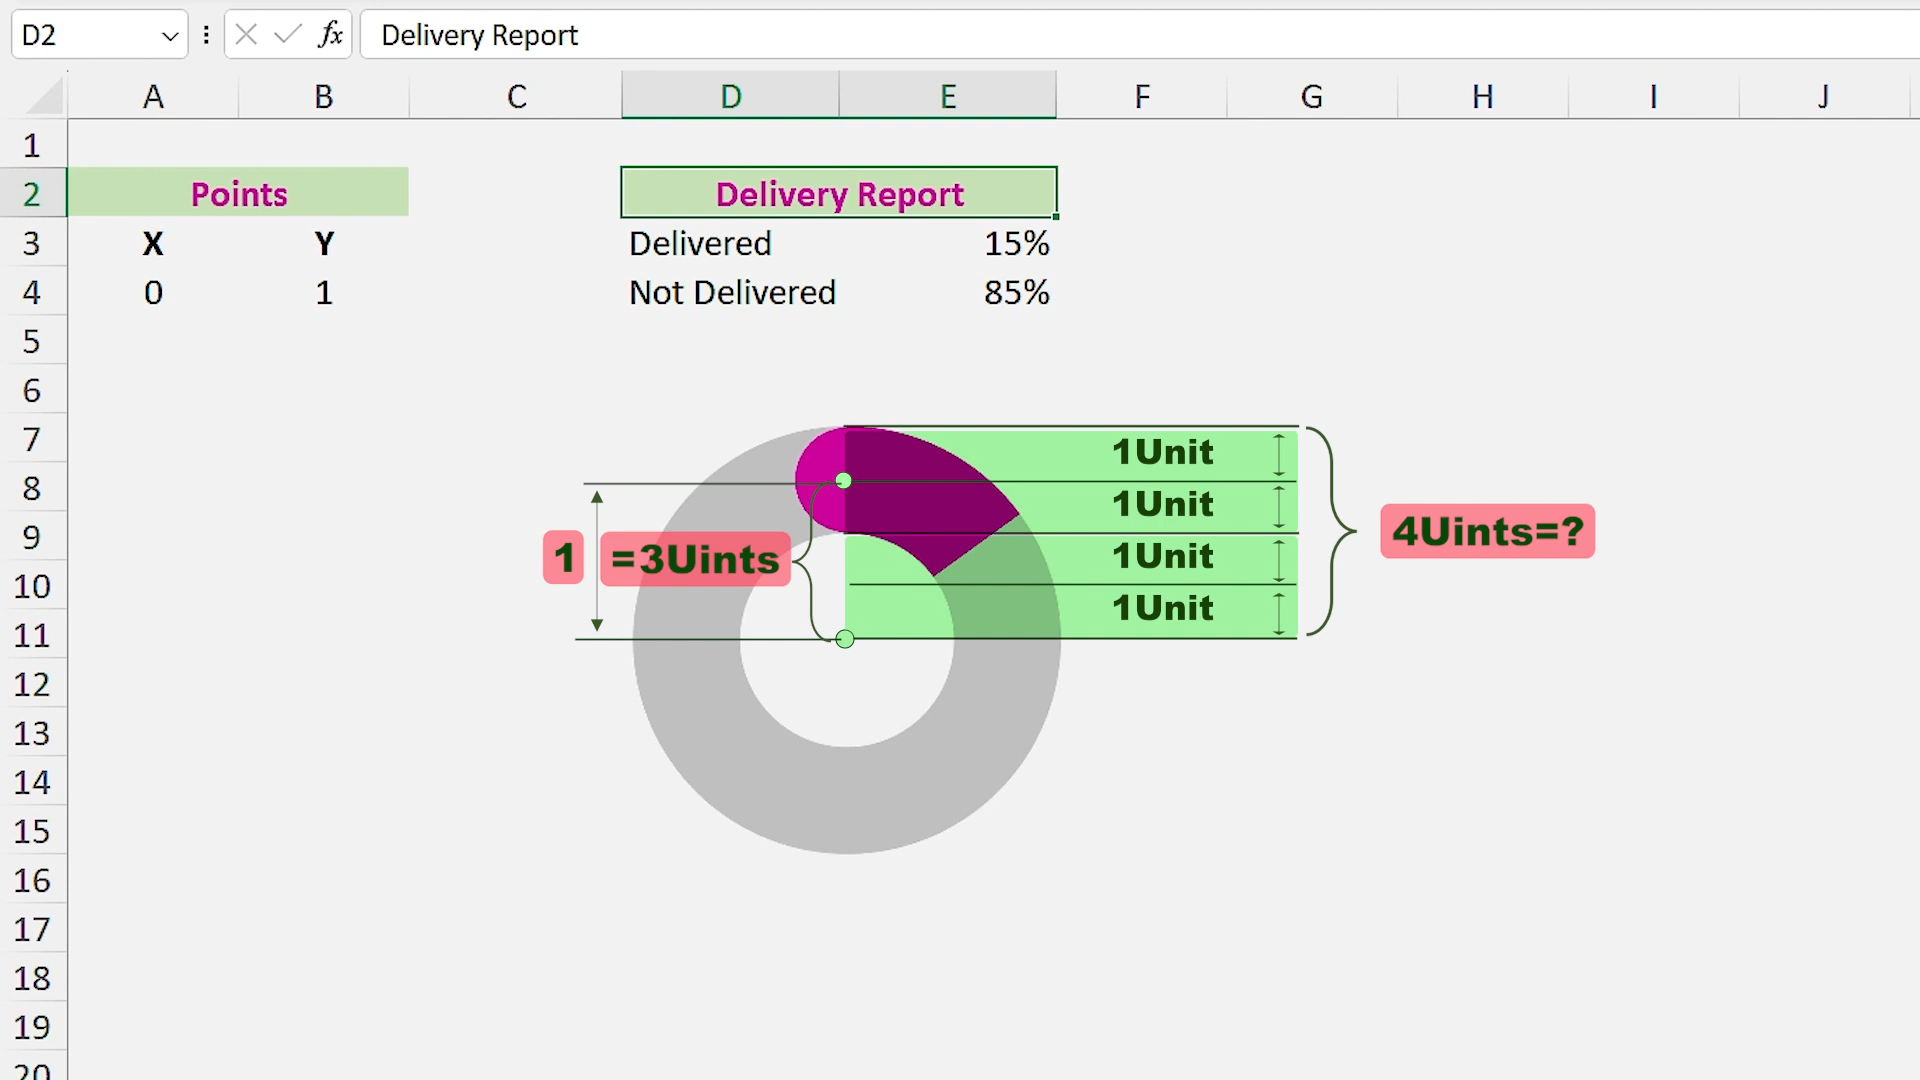 D2 fx Delivery Report
A B C D E F G H I J
1
2 Points Delivery Report
3 X Y Delivered 15%
4 0 1 Not Delivered 85%
5
6
7 1Unit
8 1Unit 4Uints=?
9 1 =3Uints 1Unit
10 1Unit
11
12
13
14
15
16
17
18
19
20